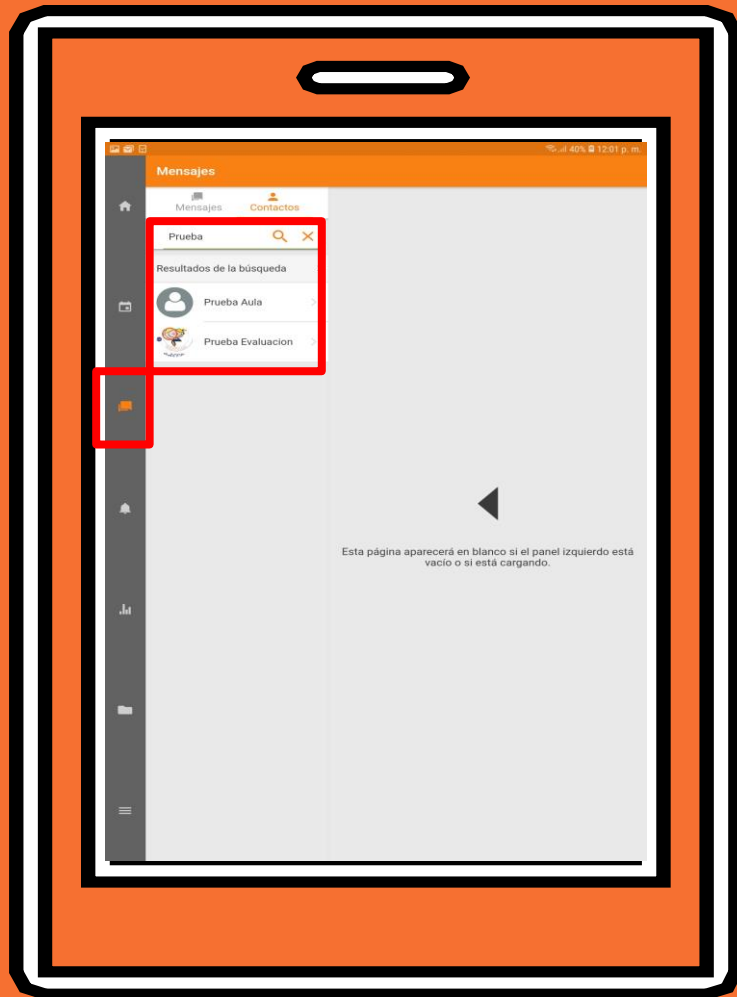 40% 12:01 p. m.
Mensajes
Mensajes Contactos
Prueba
Resultados de la búsqueda
Prueba Aula
Prueba Evaluacion
Esta página aparecerá en blanco si el panel izquierdo está
vacío o si está cargando.